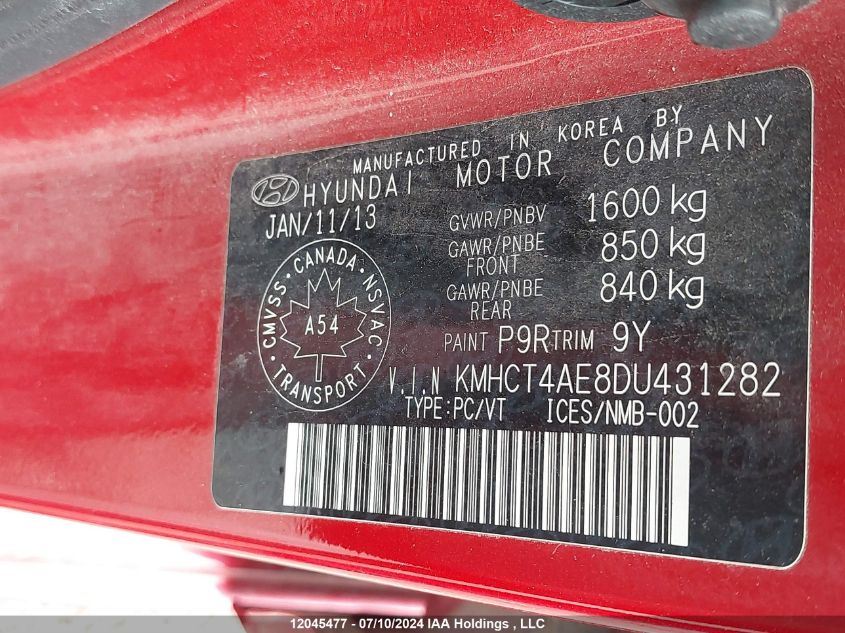 MANUFACTURED IN KOREA BY
HYUNDAI MOTOR COMPANY
JAN/11/13
GVWR/PNBV 1600 kg
GAWR/PNBE FRONT 850 kg
GAWR/PNBE REAR 840 kg
CMVSS · CANADA · NSVAC · TRANSPORT ·
A54
PAINT P9R TRIM 9Y
V.I.N KMHCT4AE8DU431282
TYPE:PC/VT ICES/NMB-002
12045477 - 07/10/2024 IAA Holdings, LLC